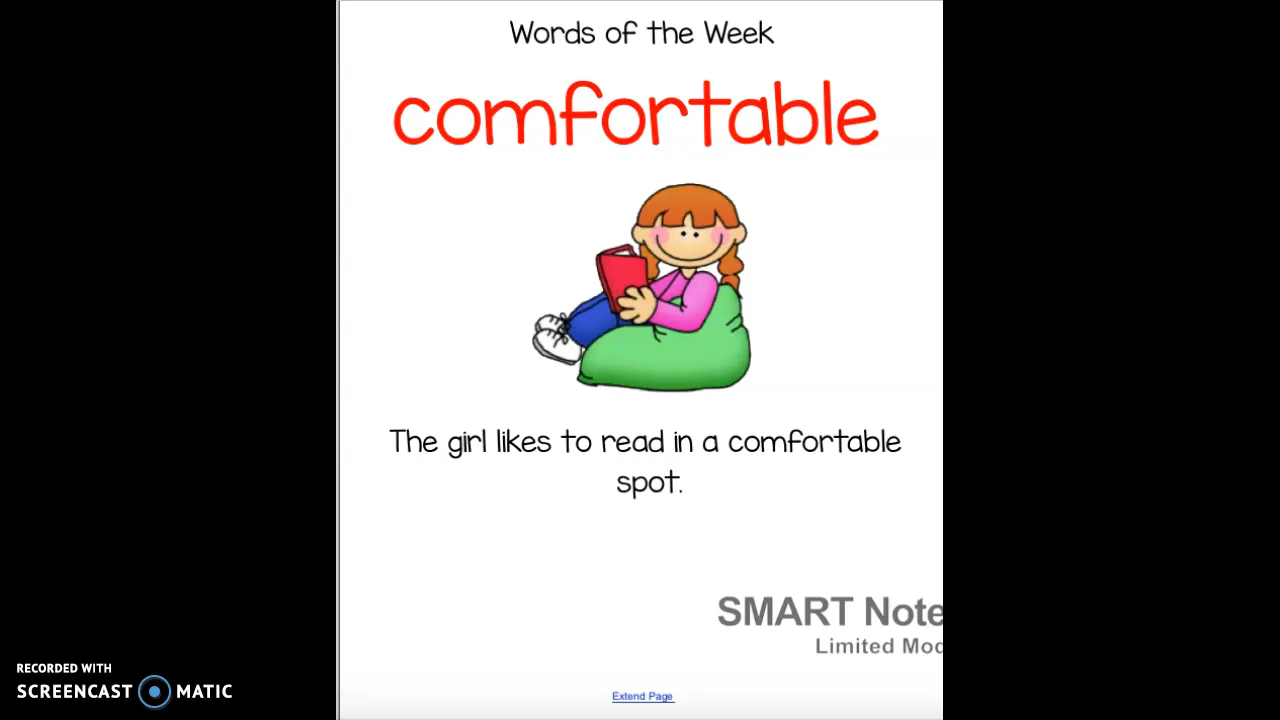 Words of the Week
comfortable
The girl likes to read in a comfortable
spot.
SMART Note
Limited Mod
Extend Page
RECORDED WITH
SCREENCAST MATIC